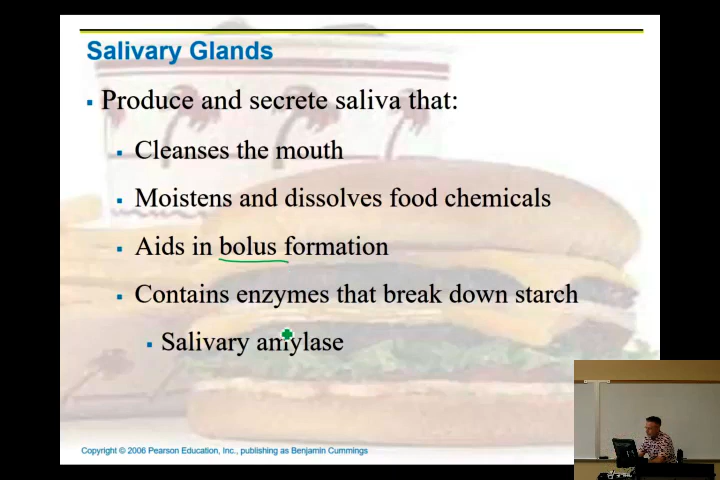 Salivary Glands
Produce and secrete saliva that:
Cleanses the mouth
Moistens and dissolves food chemicals
Aids in bolus formation
Contains enzymes that break down starch
Salivary amylase
Copyright © 2006 Pearson Education, Inc., publishing as Benjamin Cummings